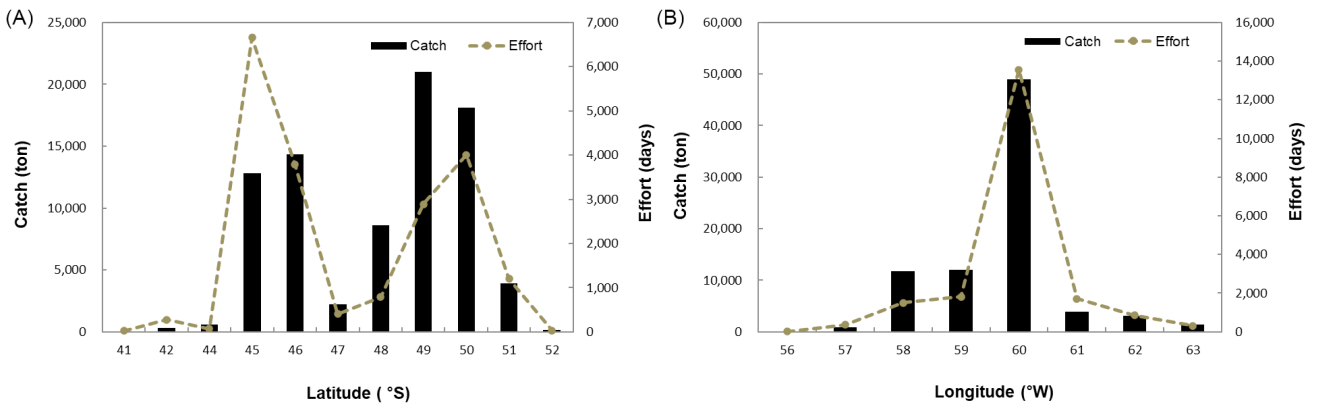 (A)
Catch Effort
25,000
20,000
15,000
10,000
5,000
0
Catch (ton)
7,000
6,000
5,000
4,000
3,000
2,000
1,000
0
Effort (days)
41 42 44 45 46 47 48 49 50 51 52
Latitude ( °S)
(B)
Catch Effort
60,000
50,000
40,000
30,000
20,000
10,000
0
Catch (ton)
16,000
14,000
12,000
10,000
8,000
6,000
4,000
2,000
0
Effort (days)
56 57 58 59 60 61 62 63
Longitude (°W)